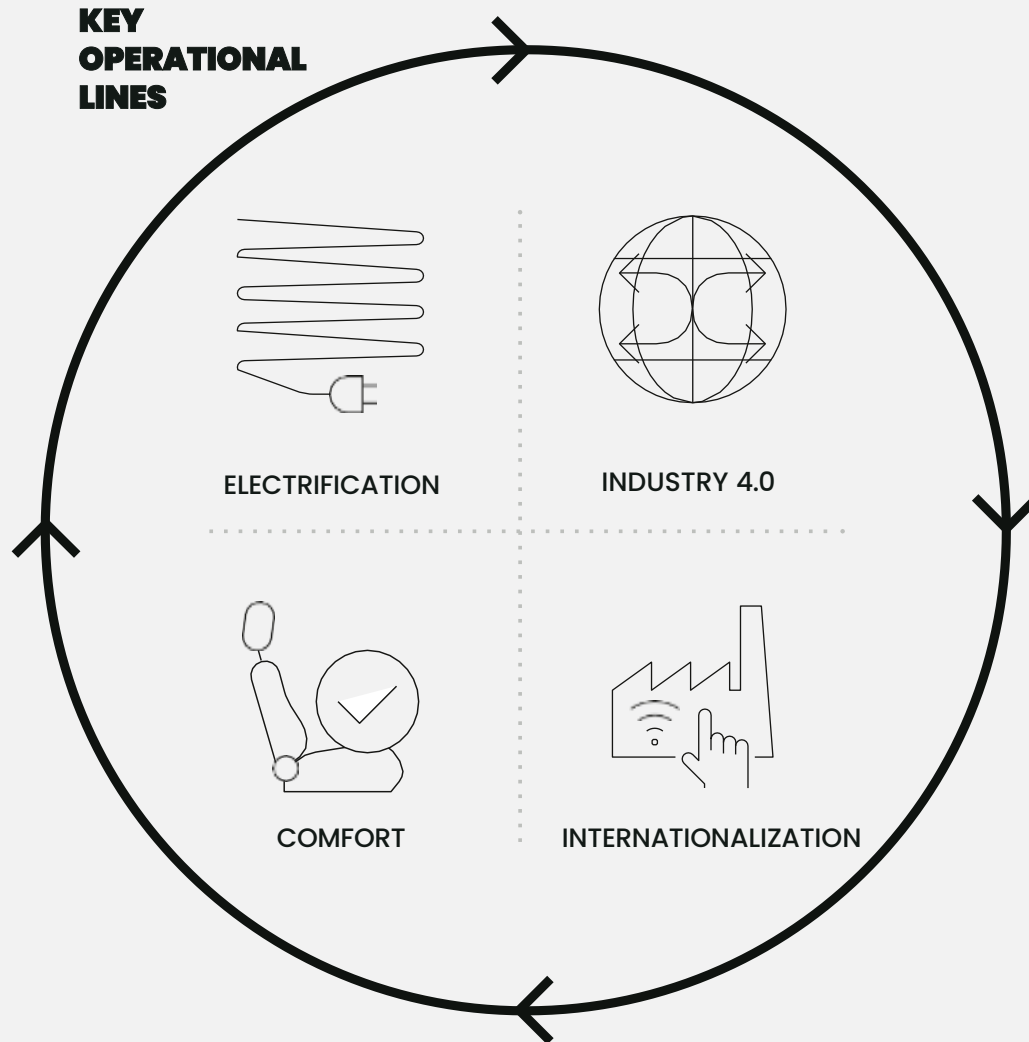 KEY
OPERATIONAL
LINES
ELECTRIFICATION
INDUSTRY 4.0
COMFORT
INTERNATIONALIZATION